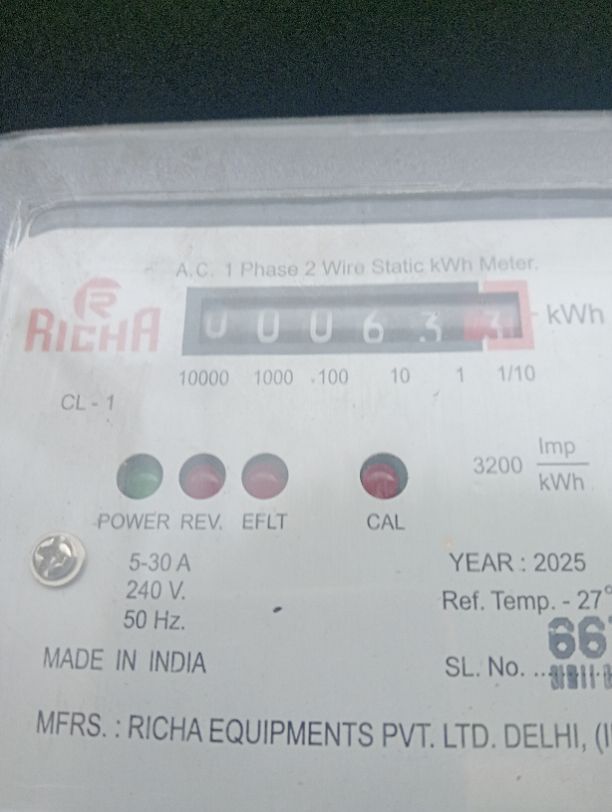 A.C. 1 Phase 2 Wire Static kWh Meter.
RICHA
0 0 0 6 3 3 kWh
10000 1000 100 10 1 1/10
CL - 1
3200 Imp
kWh
POWER REV. EFLT CAL
5-30 A
240 V.
50 Hz.
YEAR : 2025
Ref. Temp. - 27°
66
MADE IN INDIA
SL. No. ...
MFRS. : RICHA EQUIPMENTS PVT. LTD. DELHI,